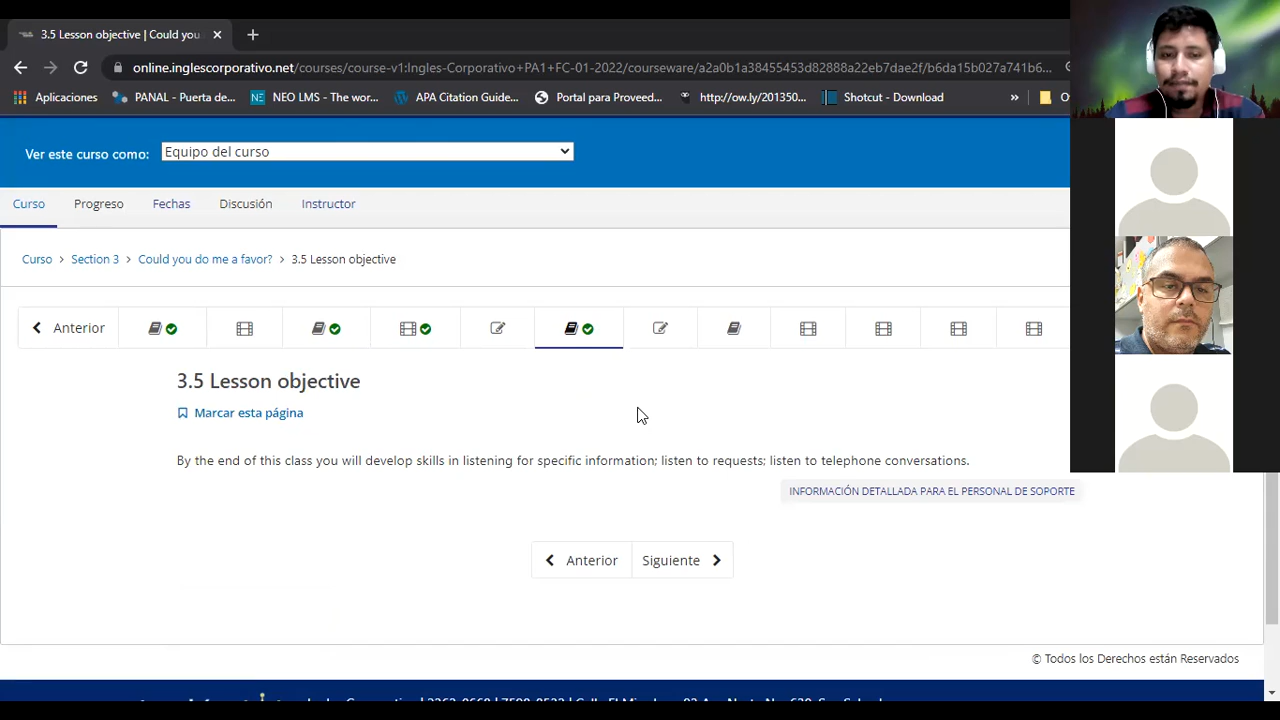 3.5 Lesson objective | Could you
online.inglescorporativo.net/courses/course-v1:Ingles-Corporativo+PA1+FC-01-2022/courseware/a2a0b1a38455453d82888a22eb7dae2f/b6da15b027a741b6...
Aplicaciones PANAL - Puerta de... NEO LMS - The wor... APA Citation Guide... Portal para Proveed... http://ow.ly/201350... Shotcut - Download »
Ver este curso como: Equipo del curso
Curso Progreso Fechas Discusión Instructor
Curso > Section 3 > Could you do me a favor? > 3.5 Lesson objective
Anterior
3.5 Lesson objective
Marcar esta página
By the end of this class you will develop skills in listening for specific information; listen to requests; listen to telephone conversations.
INFORMACIÓN DETALLADA PARA EL PERSONAL DE SOPORTE
Anterior Siguiente
© Todos los Derechos están Reservados